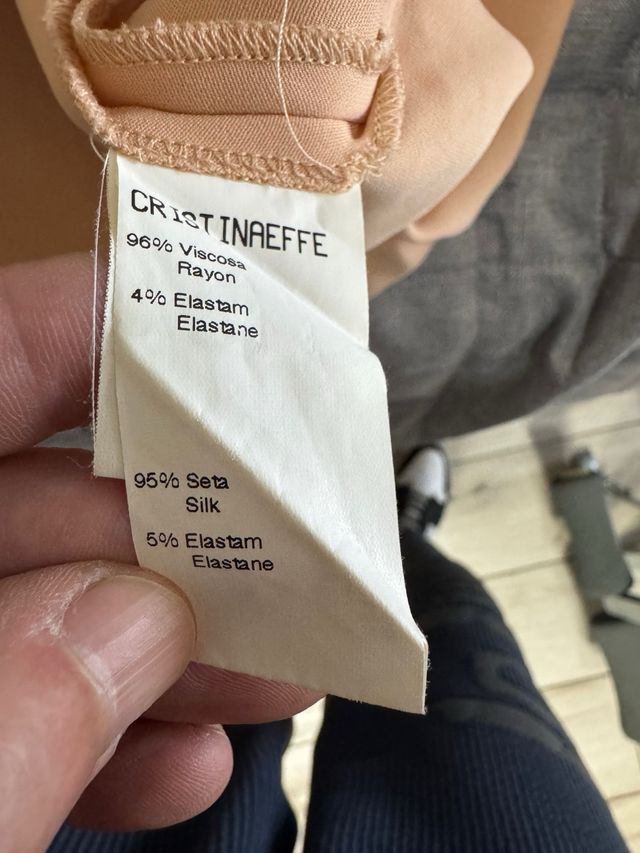 CRISTINAEFFE
96% Viscosa
Rayon
4% Elastam
Elastane
95% Seta
Silk
5% Elastam
Elastane